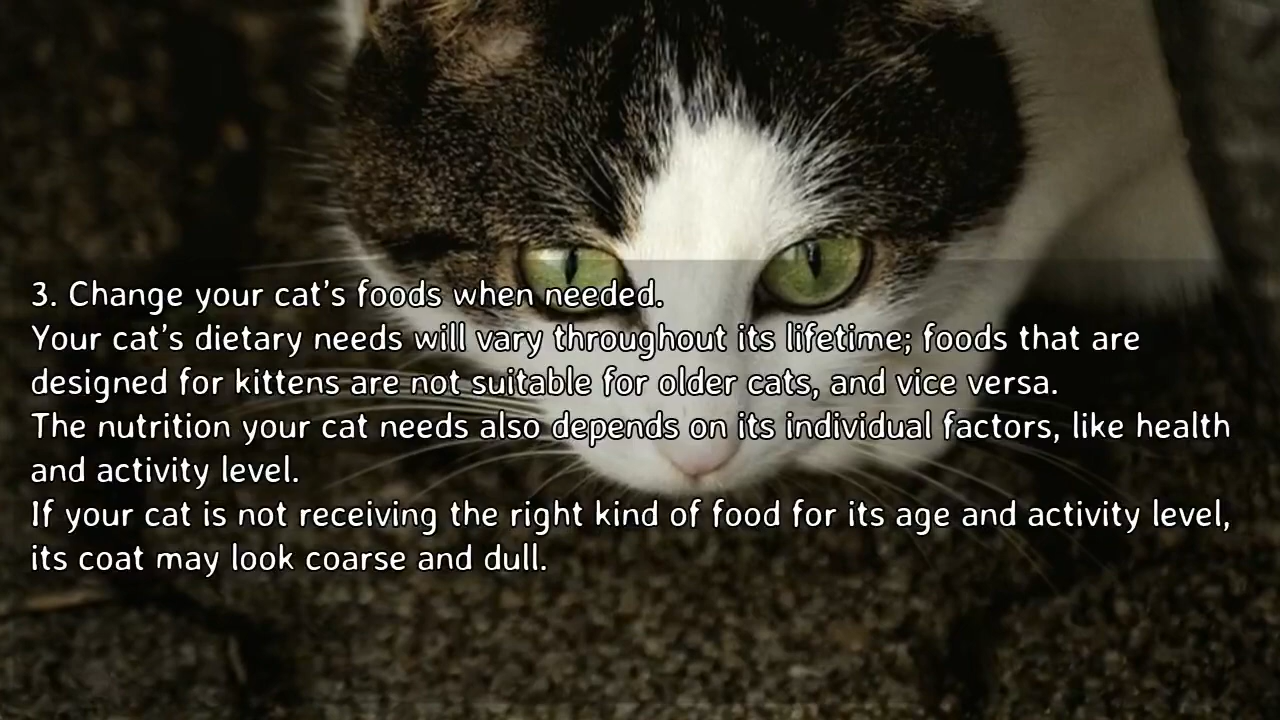 3. Change your cat's foods when needed.
Your cat's dietary needs will vary throughout its lifetime; foods that are
designed for kittens are not suitable for older cats, and vice versa.
The nutrition your cat needs also depends on its individual factors, like health
and activity level.
If your cat is not receiving the right kind of food for its age and activity level,
its coat may look coarse and dull.